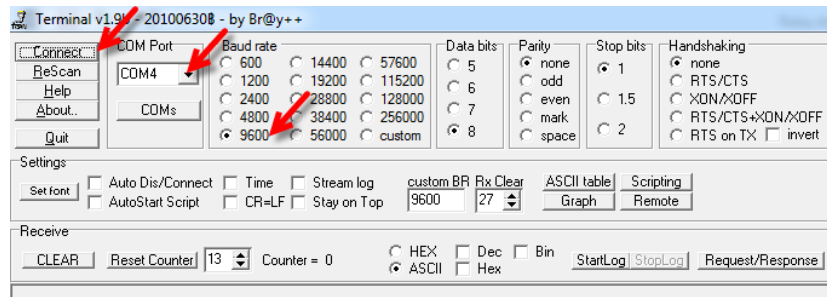 Terminal v1.9b - 20100630ß - by Br@y++
Connect
ReScan
Help
About..
Quit
COM Port
COM4
COMs
Baud rate
600 14400 57600
1200 19200 115200
2400 28800 128000
4800 38400 256000
9600 56000 custom
Data bits
5
6
7
8
Parity
none
odd
even
mark
space
Stop bits
1
1.5
2
Handshaking
none
RTS/CTS
XON/XOFF
RTS/CTS+XON/XOFF
RTS on TX invert
Settings
Set font
Auto Dis/Connect Time Stream log
AutoStart Script CR=LF Stay on Top
custom BR Rx Clear
9600 27
ASCII table Scripting
Graph Remote
Receive
CLEAR Reset Counter 13 Counter = 0
HEX Dec Bin
ASCII Hex
StartLog StopLog Request/Response